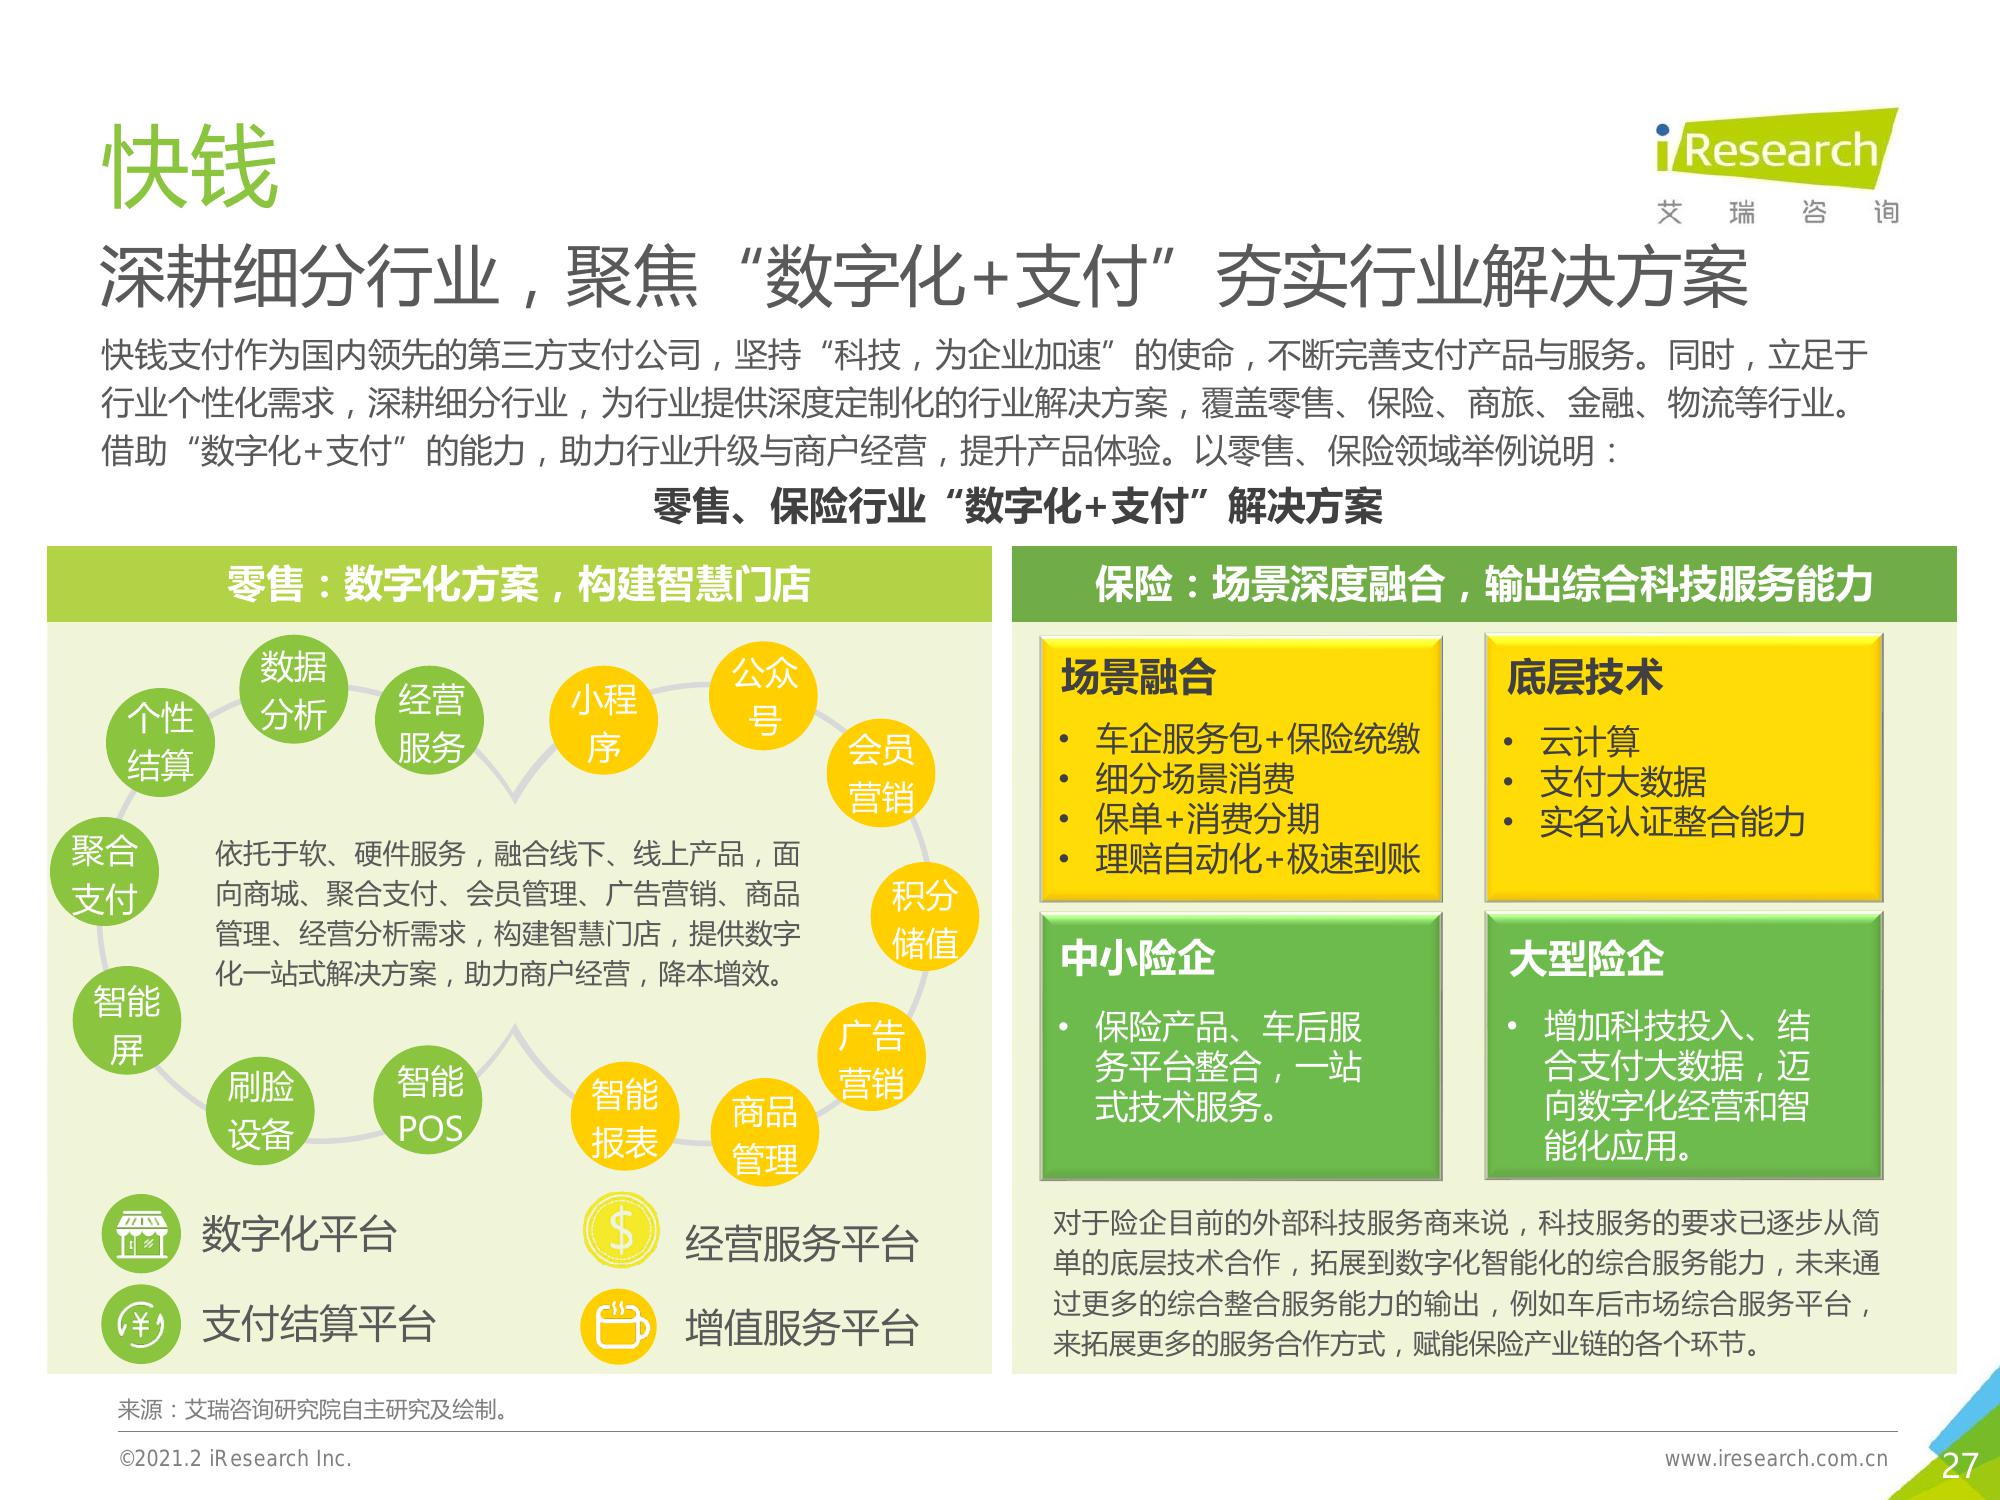 快钱
iResearch
艾瑞咨询
深耕细分行业，聚焦“数字化+支付”夯实行业解决方案
快钱支付作为国内领先的第三方支付公司，坚持“科技，为企业加速”的使命，不断完善支付产品与服务。同时，立足于
行业个性化需求，深耕细分行业，为行业提供深度定制化的行业解决方案，覆盖零售、保险、商旅、金融、物流等行业。
借助“数字化+支付”的能力，助力行业升级与商户经营，提升产品体验。以零售、保险领域举例说明：
零售、保险行业“数字化+支付”解决方案
零售：数字化方案，构建智慧门店
数据
分析
经营
服务
个性
结算
聚合
支付
智能
屏
刷脸
设备
智能
POS
小程
序
公众
号
会员
营销
积分
储值
广告
营销
商品
管理
智能
报表
依托于软、硬件服务，融合线下、线上产品，面
向商城、聚合支付、会员管理、广告营销、商品
管理、经营分析需求，构建智慧门店，提供数字
化一站式解决方案，助力商户经营，降本增效。
数字化平台
$
经营服务平台
¥
支付结算平台
增值服务平台
保险：场景深度融合，输出综合科技服务能力
场景融合
• 车企服务包+保险统缴
• 细分场景消费
• 保单+消费分期
• 理赔自动化+极速到账
底层技术
• 云计算
• 支付大数据
• 实名认证整合能力
中小险企
• 保险产品、车后服
务平台整合，一站
式技术服务。
大型险企
• 增加科技投入、结
合支付大数据，迈
向数字化经营和智
能化应用。
对于险企目前的外部科技服务商来说，科技服务的要求已逐步从简
单的底层技术合作，拓展到数字化智能化的综合服务能力，未来通
过更多的综合整合服务能力的输出，例如车后市场综合服务平台，
来拓展更多的服务合作方式，赋能保险产业链的各个环节。
来源：艾瑞咨询研究院自主研究及绘制。
©2021.2 iResearch Inc.
www.iresearch.com.cn
27